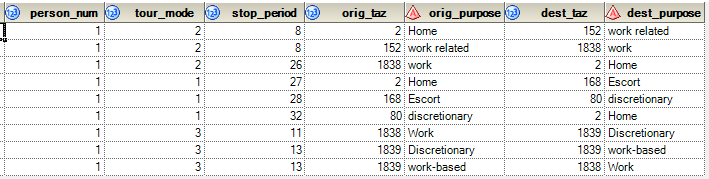 person_num tour_mode stop_period orig_taz orig_purpose dest_taz dest_purpose
1 2 8 2 Home 152 work related
1 2 8 152 work related 1838 work
1 2 26 1838 work 2 Home
1 1 27 2 Home 168 Escort
1 1 28 168 Escort 80 discretionary
1 1 32 80 discretionary 2 Home
1 3 11 1838 Work 1839 Discretionary
1 3 13 1839 Discretionary 1839 work-based
1 3 13 1839 work-based 1838 Work